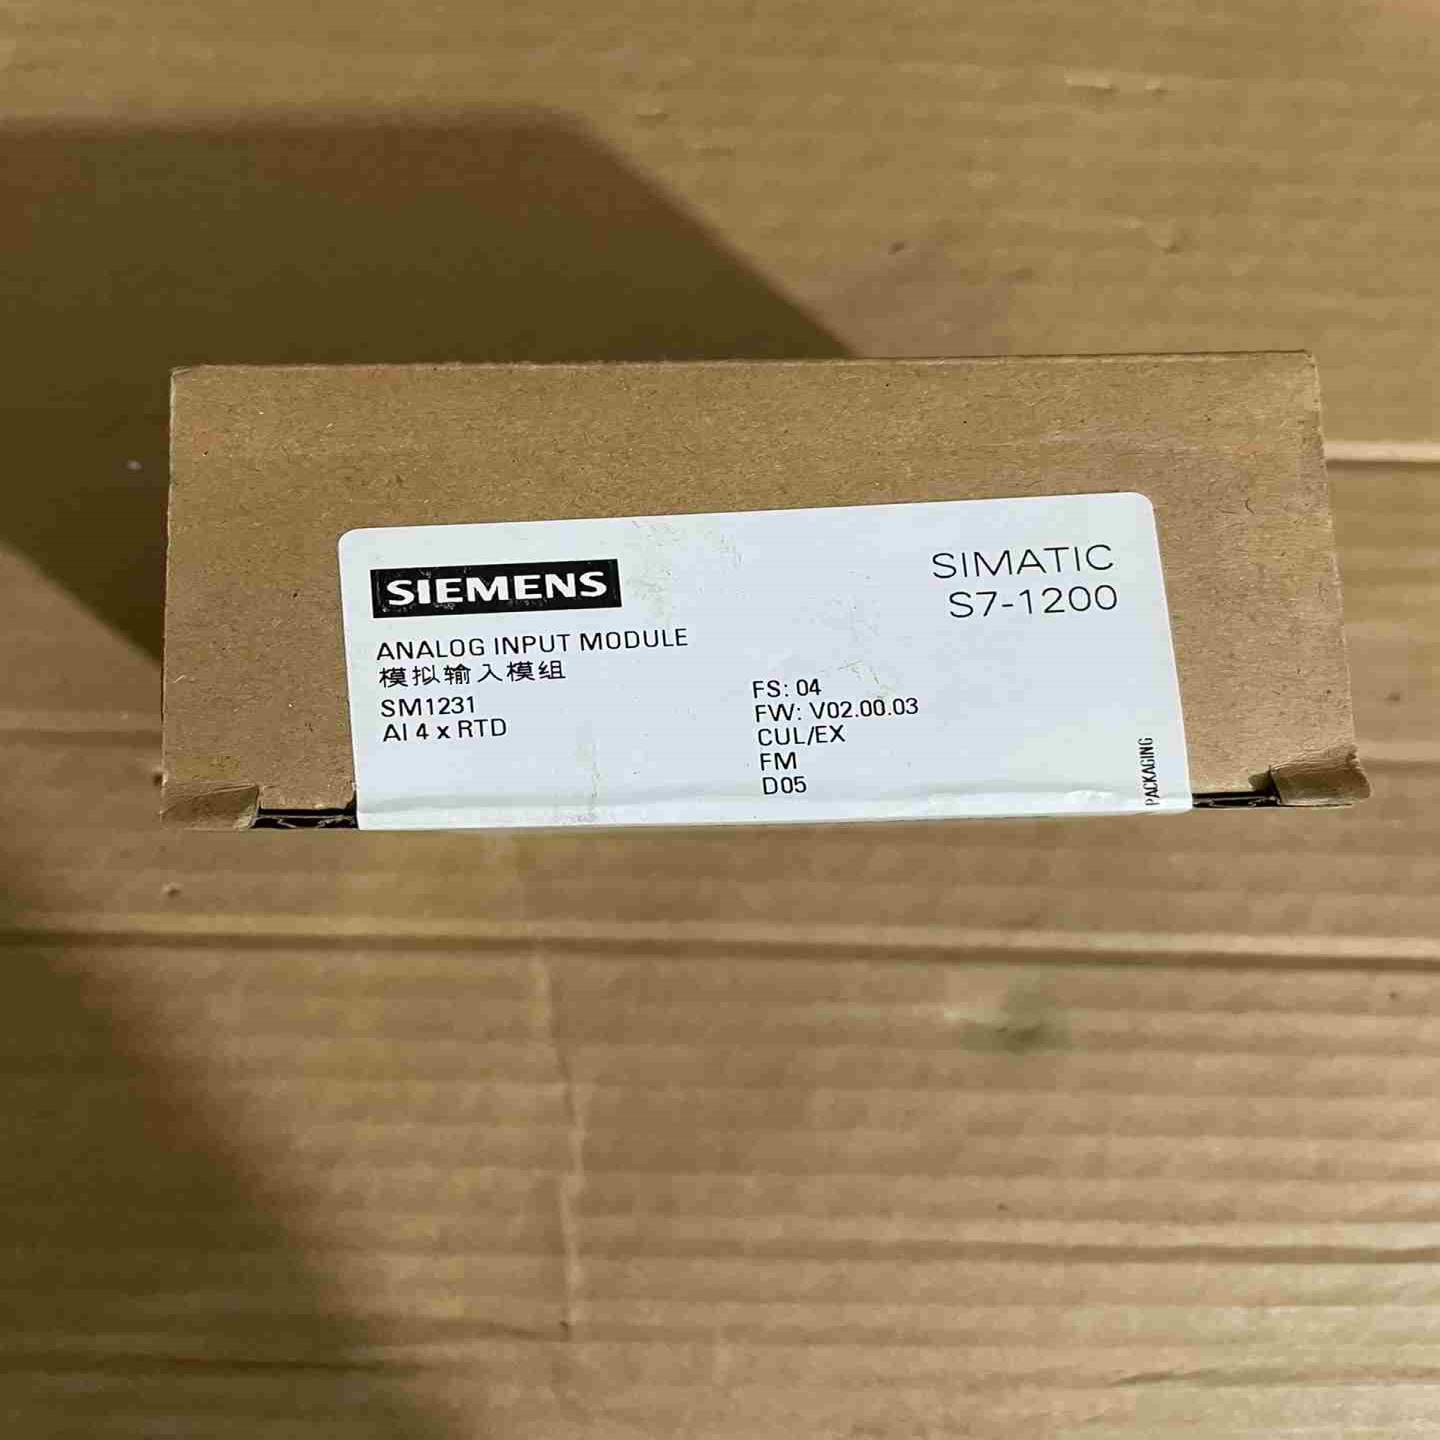 SIEMENS
SIMATIC
S7-1200
ANALOG INPUT MODULE
模拟输入模组
SM1231
AI 4 x RTD
FS: 04
FW: V02.00.03
CUL/EX
FM
D05
PACKAGING